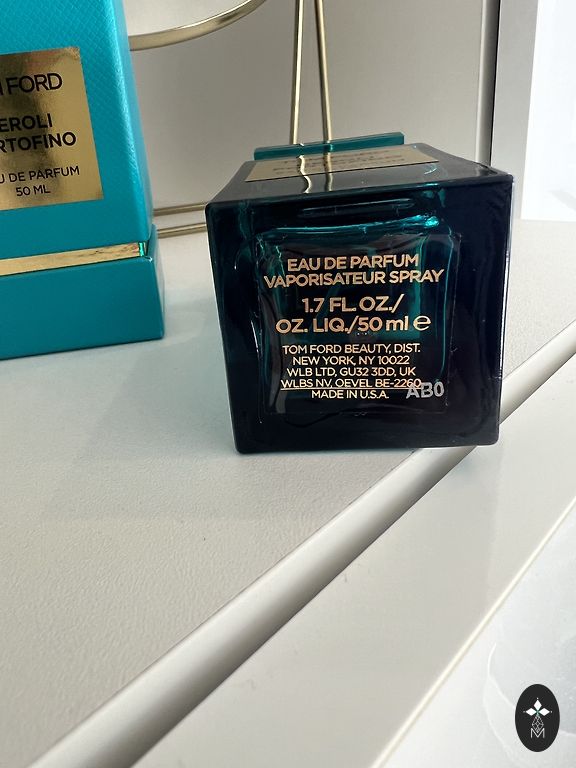 FORD
EAU DE PARFUM
50 ML
EAU DE PARFUM
VAPORISATEUR SPRAY
1.7 FL. OZ./
OZ. LIQ./50 ml ℮
TOM FORD BEAUTY, DIST.
NEW YORK, NY 10022
WLB LTD, GU32 3DD, UK
WLBS NV, OEVEL BE-2260
MADE IN U.S.A.
AB0
M